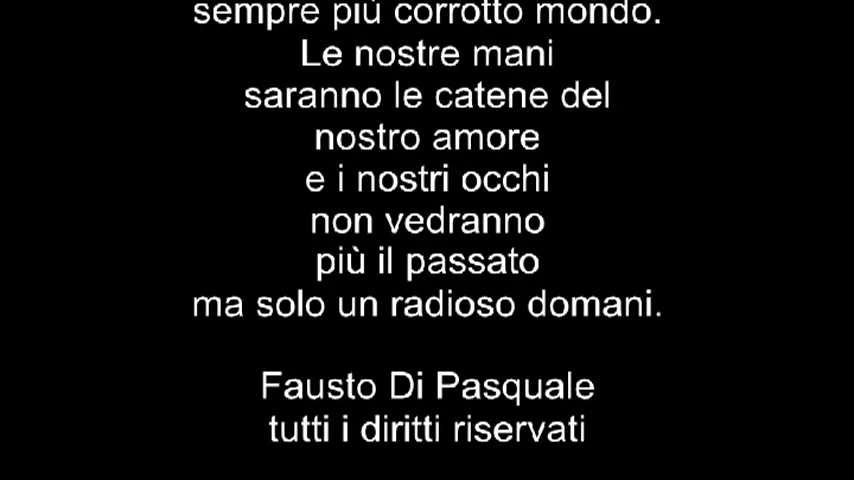 sempre più corrotto mondo.
Le nostre mani
saranno le catene del
nostro amore
e i nostri occhi
non vedranno
più il passato
ma solo un radioso domani.
Fausto Di Pasquale
tutti i diritti riservati